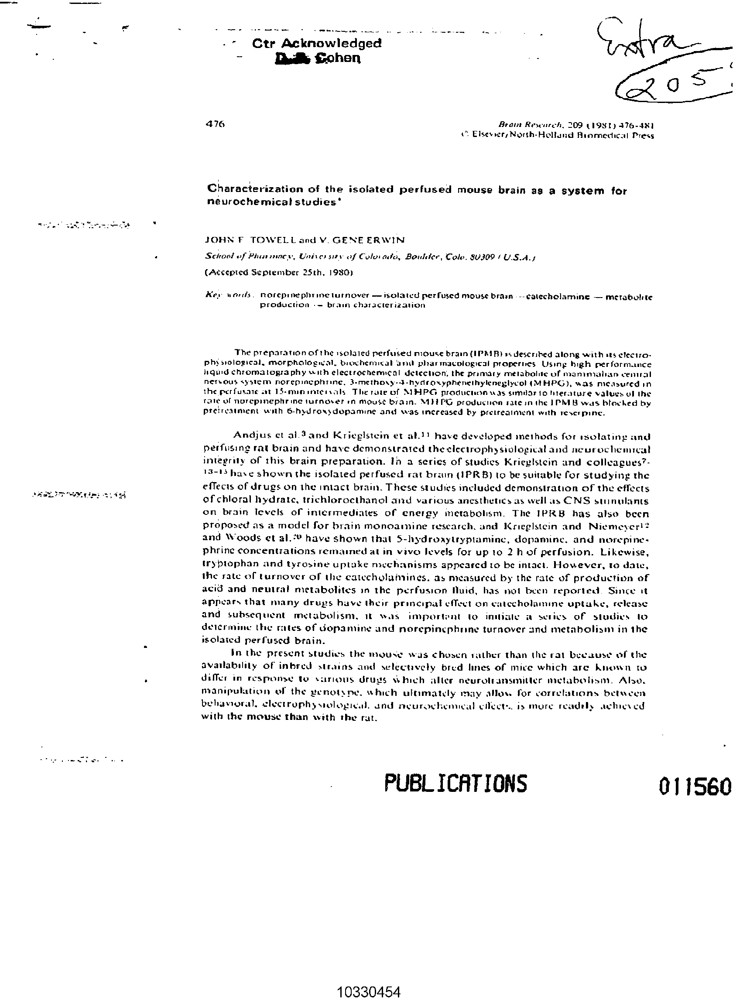 Ctr Acknowledged
Cohen
Extra
205
476
Brain Research, 209 (1981) 476-481
© Elsevier/North-Holland Biomedical Press
Characterization of the isolated perfused mouse brain as a system for
neurochemical studies*
JOHN F. TOWELL and V. GENE ERWIN
School of Pharmacy, University of Colorado, Boulder, Colo. 80309 (U.S.A.)
(Accepted September 25th, 1980)
Key words: norepinephrine turnover — isolated perfused mouse brain — catecholamine — metabolite
production — brain characterization
The preparation of the isolated perfused mouse brain (IPMB) is described along with its electro-
physiological, morphological, biochemical and pharmacological properties. Using high performance
liquid chromatography with electrochemical detection, the primary metabolite of mammalian central
nervous system norepinephrine, 3-methoxy-4-hydroxyphenethyleneglycol (MHPG), was measured in
the perfusate at 15-min intervals. The rate of MHPG production was similar to literature values of the
rate of norepinephrine turnover in mouse brain. MHPG production rate in the IPMB was blocked by
pretreatment with 6-hydroxydopamine and was increased by pretreatment with reserpine.
Andjus et al.3 and Krieglstein et al.11 have developed methods for isolating and
perfusing rat brain and have demonstrated the electrophysiological and neurochemical
integrity of this brain preparation. In a series of studies Krieglstein and colleagues7-
13-15 have shown the isolated perfused rat brain (IPRB) to be suitable for studying the
effects of drugs on the intact brain. These studies included demonstration of the effects
of chloral hydrate, trichloroethanol and various anesthetics as well as CNS stimulants
on brain levels of intermediates of energy metabolism. The IPRB has also been
proposed as a model for brain monoamine research, and Krieglstein and Niemeyer12
and Woods et al.20 have shown that 5-hydroxytryptamine, dopamine, and norepine-
phrine concentrations remained at in vivo levels for up to 2 h of perfusion. Likewise,
tryptophan and tyrosine uptake mechanisms appeared to be intact. However, to date,
the rate of turnover of the catecholamines, as measured by the rate of production of
acid and neutral metabolites in the perfusion fluid, has not been reported. Since it
appears that many drugs have their principal effect on catecholamine uptake, release
and subsequent metabolism, it was important to initiate a series of studies to
determine the rates of dopamine and norepinephrine turnover and metabolism in the
isolated perfused brain.
In the present studies the mouse was chosen rather than the rat because of the
availability of inbred strains and selectively bred lines of mice which are known to
differ in response to various drugs which alter neurotransmitter metabolism. Also,
manipulation of the genotype, which ultimately may allow for correlations between
behavioral, electrophysiological, and neurochemical effects, is more readily achieved
with the mouse than with the rat.
PUBLICATIONS
011560
10330454